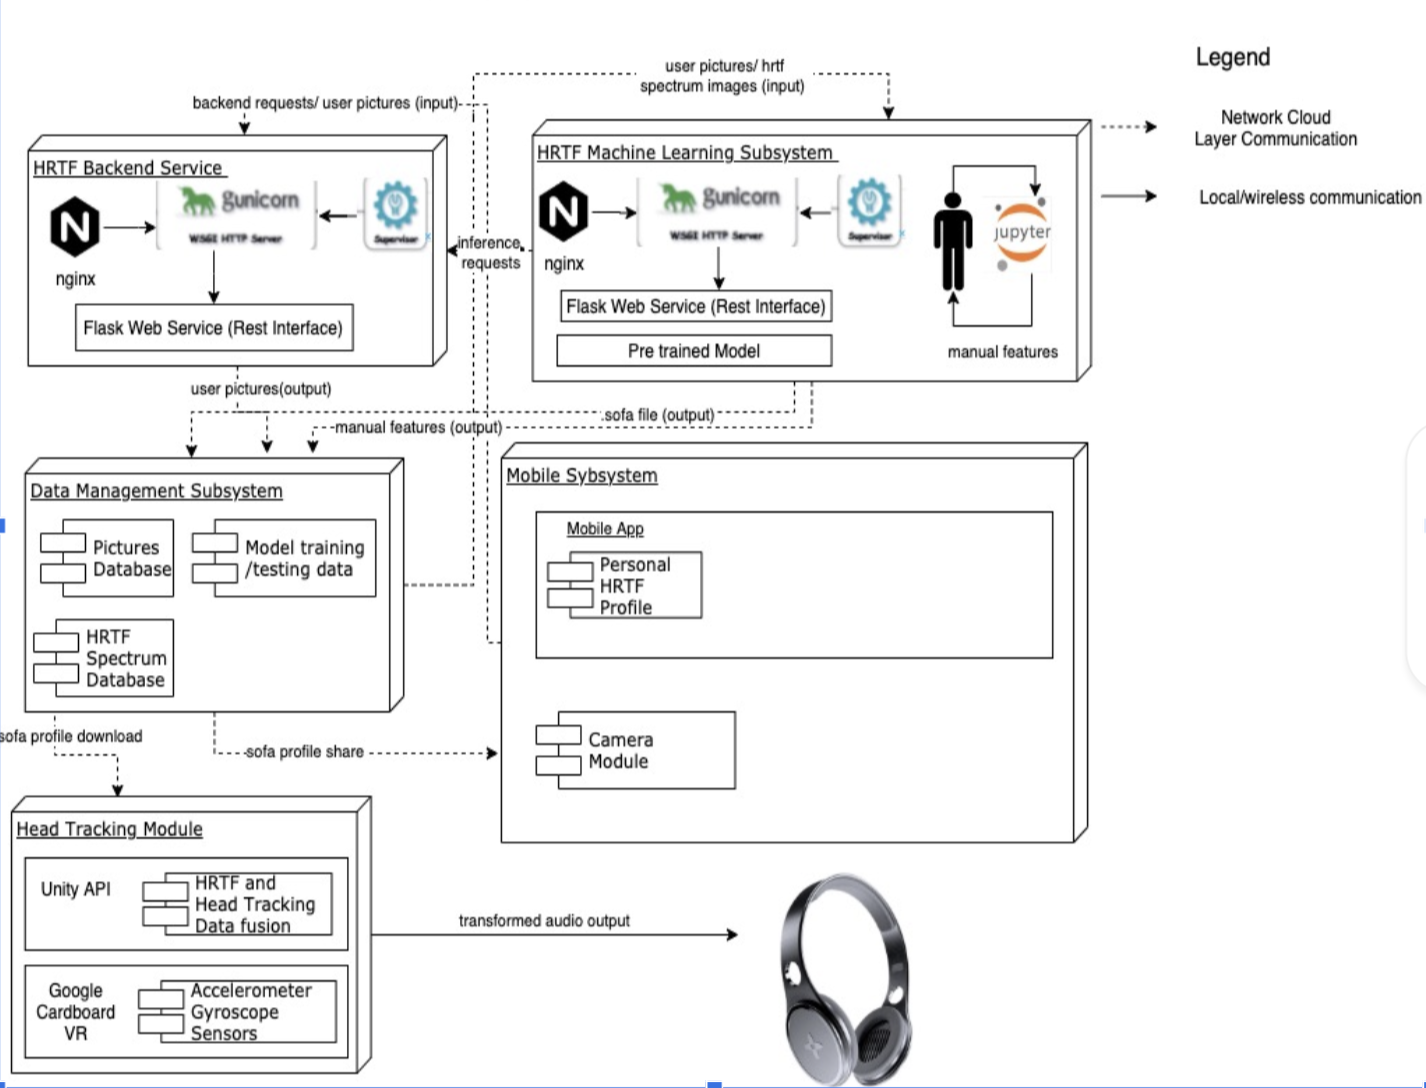 Legend
Network Cloud
Layer Communication
Local/wireless communication
user pictures/ hrtf
spectrum images (input)
backend requests/ user pictures (input)
HRTF Backend Service
gunicorn
WSGI HTTP Server
Supervisor
nginx
Flask Web Service (Rest Interface)
inference
requests
HRTF Machine Learning Subsystem
gunicorn
WSGI HTTP Server
Supervisor
nginx
Flask Web Service (Rest Interface)
Pre trained Model
jupyter
manual features
user pictures(output)
.sofa file (output)
manual features (output)
Data Management Subsystem
Pictures
Database
Model training
/testing data
HRTF
Spectrum
Database
Mobile Sybsystem
Mobile App
Personal
HRTF
Profile
Camera
Module
sofa profile download
sofa profile share
Head Tracking Module
Unity API
HRTF and
Head Tracking
Data fusion
Google
Cardboard
VR
Accelerometer
Gyroscope
Sensors
transformed audio output